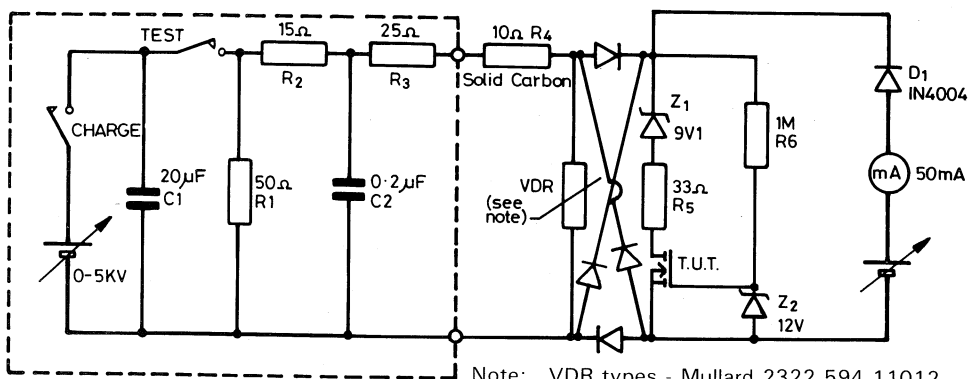 TEST
15Ω
R2
25Ω
R3
10Ω R4
Solid Carbon
D1
IN4004
CHARGE
Z1
9V1
1M
R6
mA
50mA
20µF
C1
50Ω
R1
0·2µF
C2
VDR
(see
note)
33Ω
R5
T.U.T.
0-5KV
Z2
12V
Note: VDR types - Mullard 2322 594 11012